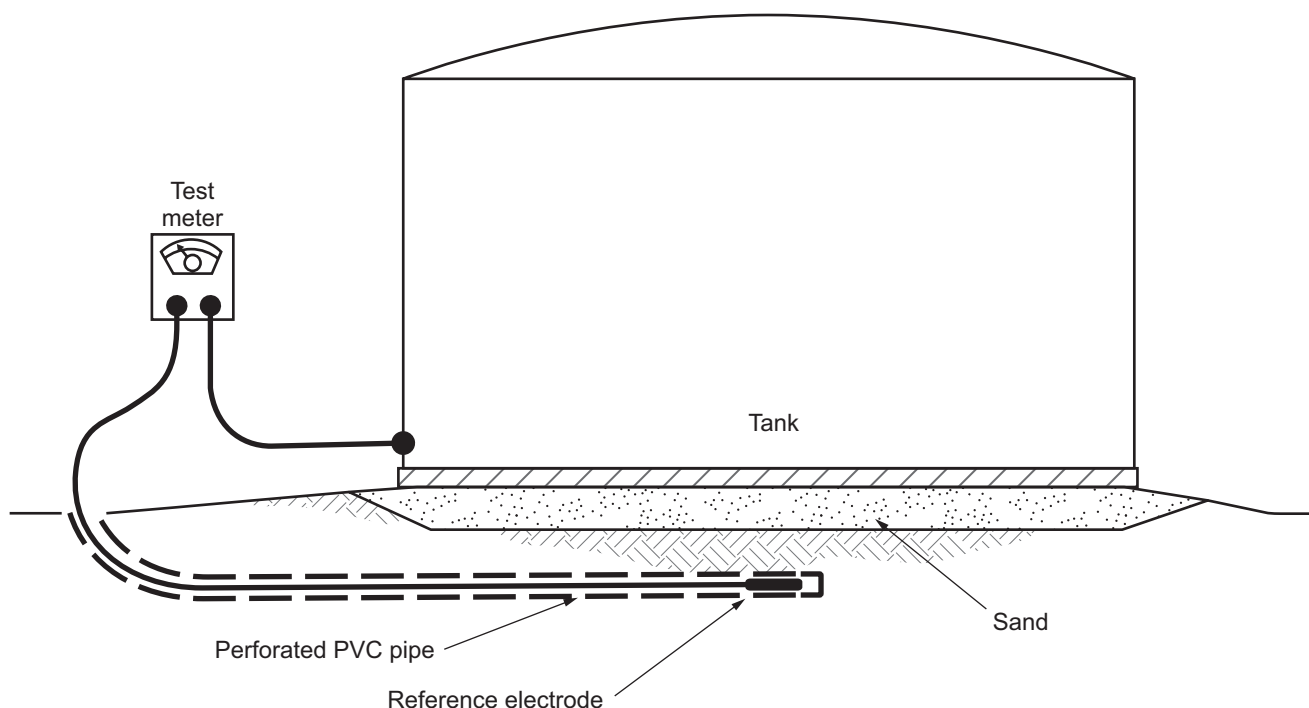 Test
meter
Tank
Sand
Perforated PVC pipe
Reference electrode